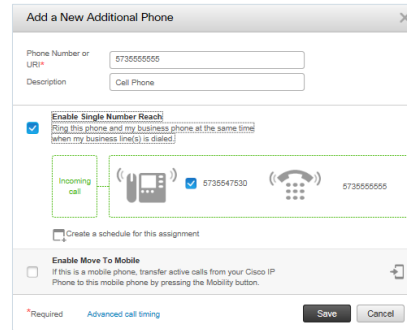 Add a New Additional Phone
Phone Number or
URI*
5735555555
Description
Cell Phone
Enable Single Number Reach
Ring this phone and my business phone at the same time
when my business line(s) is dialed.
Incoming
call
5735547530
5735555555
Create a schedule for this assignment
Enable Move To Mobile
If this is a mobile phone, transfer active calls from your Cisco IP
Phone to this mobile phone by pressing the Mobility button.
*Required
Advanced call timing
Save
Cancel